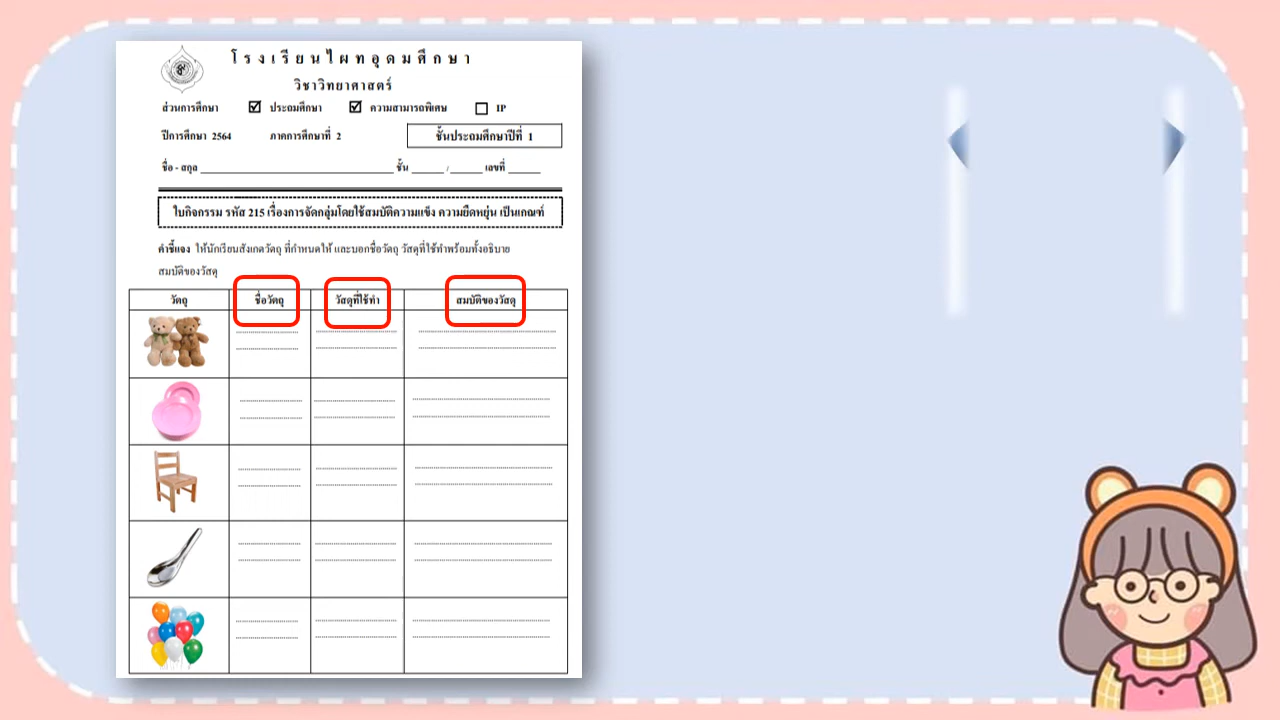 โรงเรียนไผทอุดมศึกษา
วิชาวิทยาศาสตร์
ส่วนการศึกษา ☑ ประถมศึกษา ☑ ความสามารถพิเศษ ☐ IP
ปีการศึกษา 2564 ภาคการศึกษาที่ 2 ชั้นประถมศึกษาปีที่ 1
ชื่อ - สกุล ____________________ ชั้น ______ / ______ เลขที่ ______
ใบกิจกรรม รหัส 215 เรื่องการจัดกลุ่มโดยใช้สมบัติความแข็ง ความยืดหยุ่น เป็นเกณฑ์
คำชี้แจง ให้นักเรียนสังเกตวัตถุ ที่กำหนดให้ และบอกชื่อวัตถุ วัสดุที่ใช้ทำพร้อมทั้งอธิบาย
สมบัติของวัสดุ
วัตถุ ชื่อวัตถุ วัสดุที่ใช้ทำ สมบัติของวัสดุ